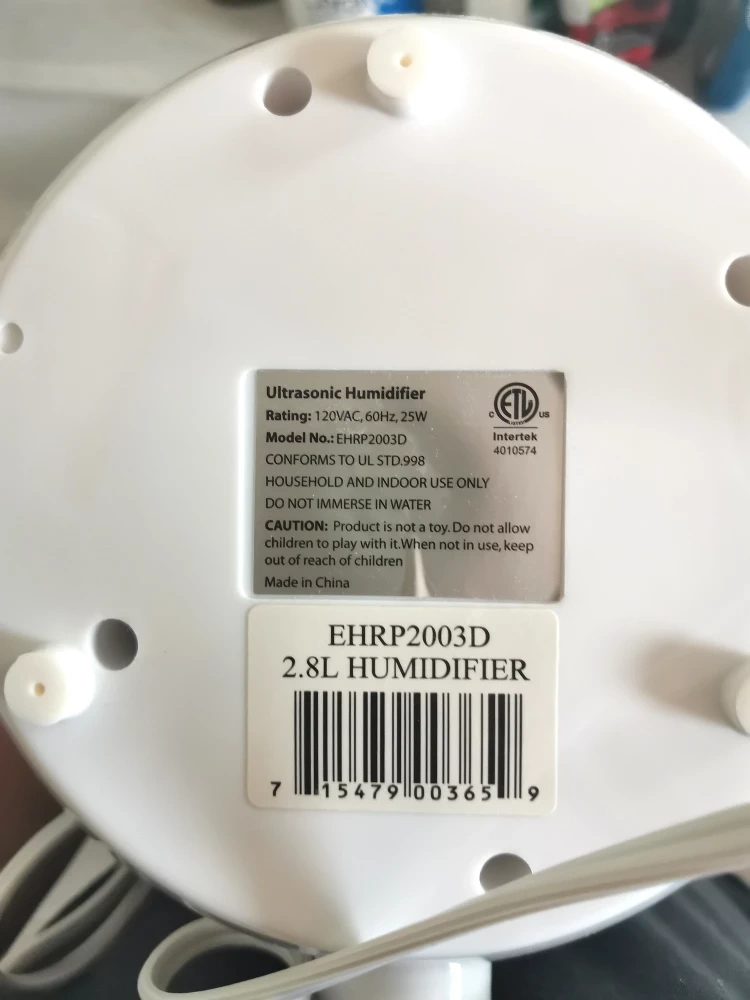 Ultrasonic Humidifier
Rating: 120VAC, 60Hz, 25W
Model No.: EHRP2003D
CONFORMS TO UL STD.998
HOUSEHOLD AND INDOOR USE ONLY
DO NOT IMMERSE IN WATER
CAUTION: Product is not a toy. Do not allow
children to play with it.When not in use, keep
out of reach of children
Made in China
C ETL US
LISTED
Intertek
4010574
EHRP2003D
2.8L HUMIDIFIER
7 15479 00365 9